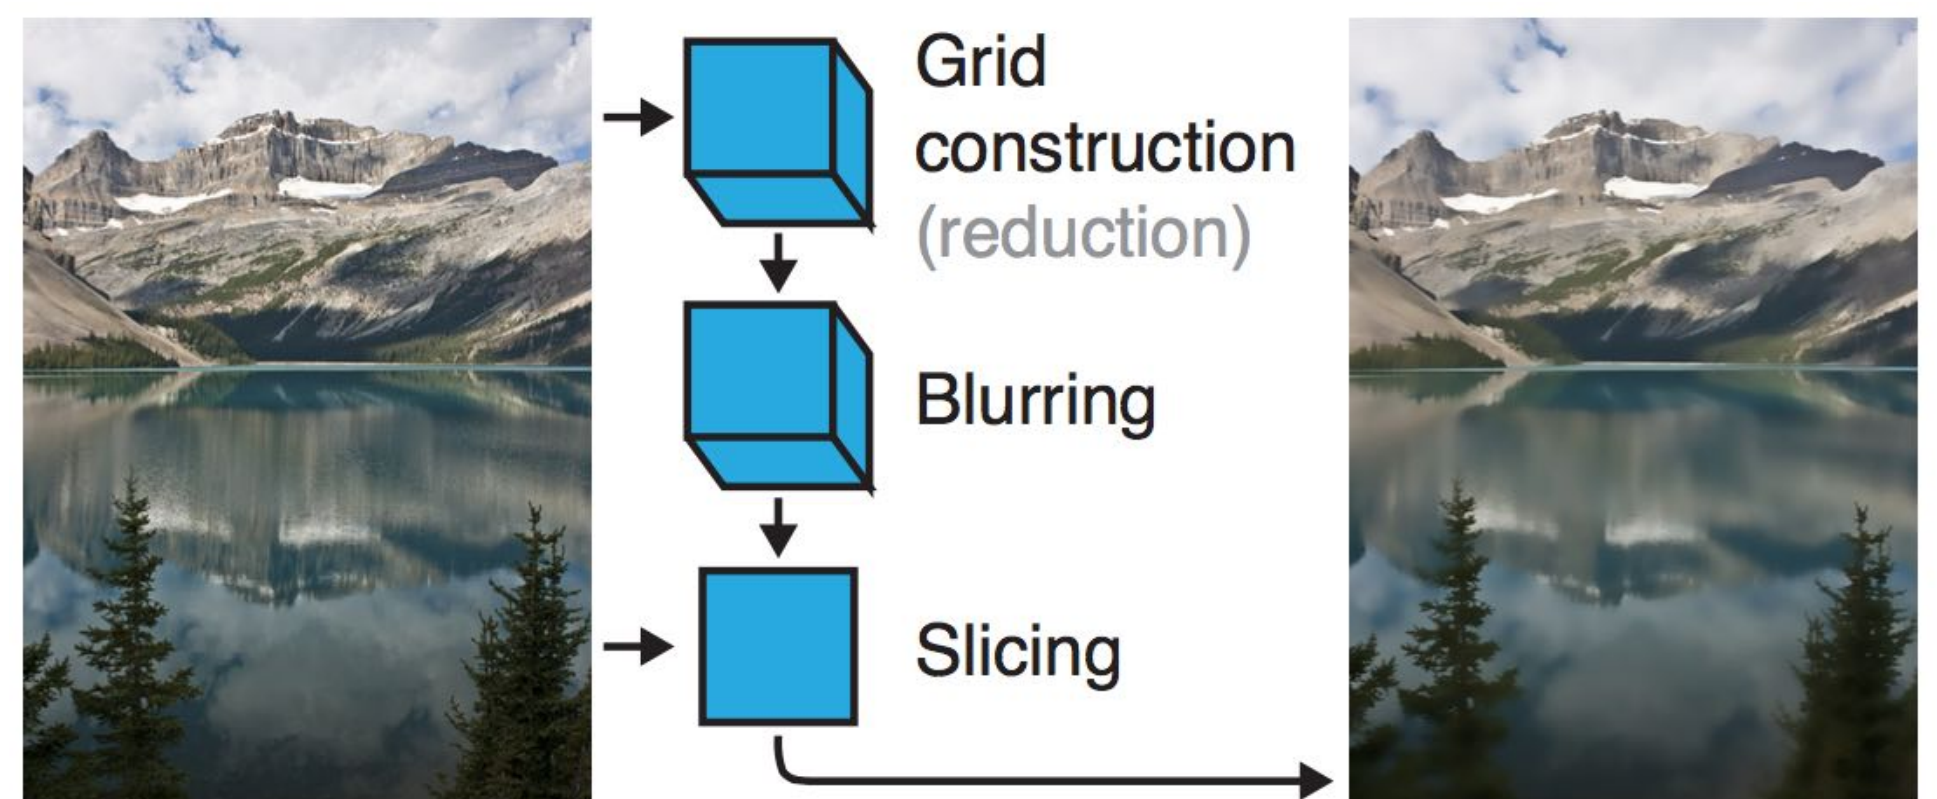 Grid
construction
(reduction)
Blurring
Slicing